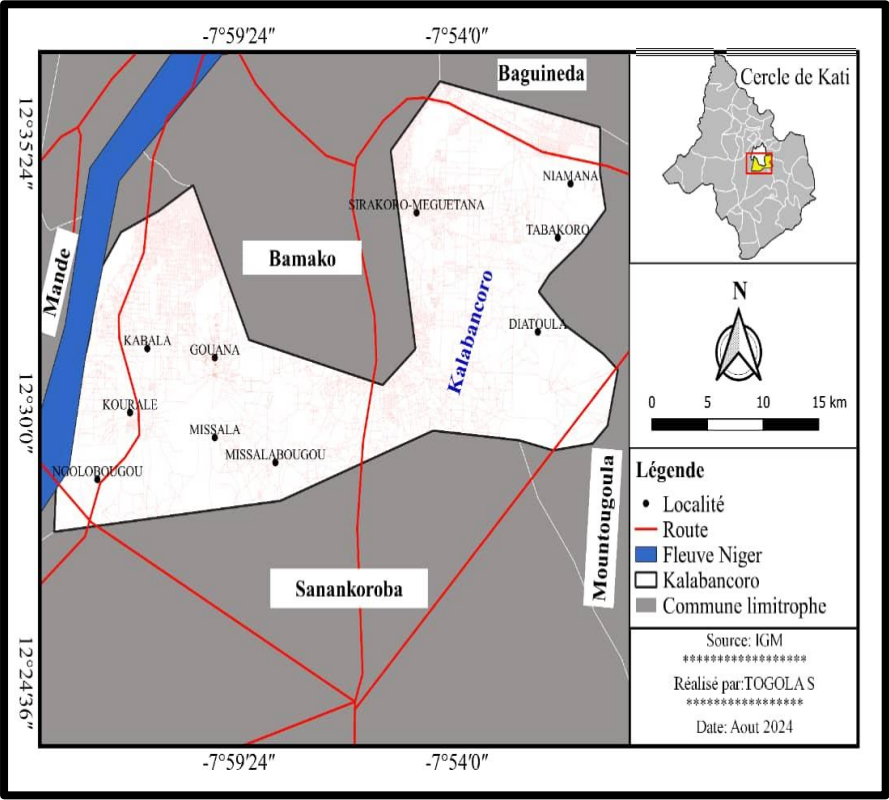 -7°59'24"
-7°54'0"
Baguineda
Cercle de Kati
12°35'24"
NIAMANA
SIRAKORO-MEGUETANA
TABAKORO
Bamako
Mande
Kalabancoro
DIATOULA
N
KABALA
GOUANA
0 5 10 15 km
KOURALE
12°30'0"
MISSALA
MISSALABOUGOU
NGOLOBOUGOU
Mountougoula
Légende
Localité
Route
Fleuve Niger
Kalabancoro
Commune limitrophe
Sanankoroba
12°24'36"
Source: IGM
******************
Réalisé par:TOGOLA S
*****************
Date: Aout 2024
-7°59'24"
-7°54'0"